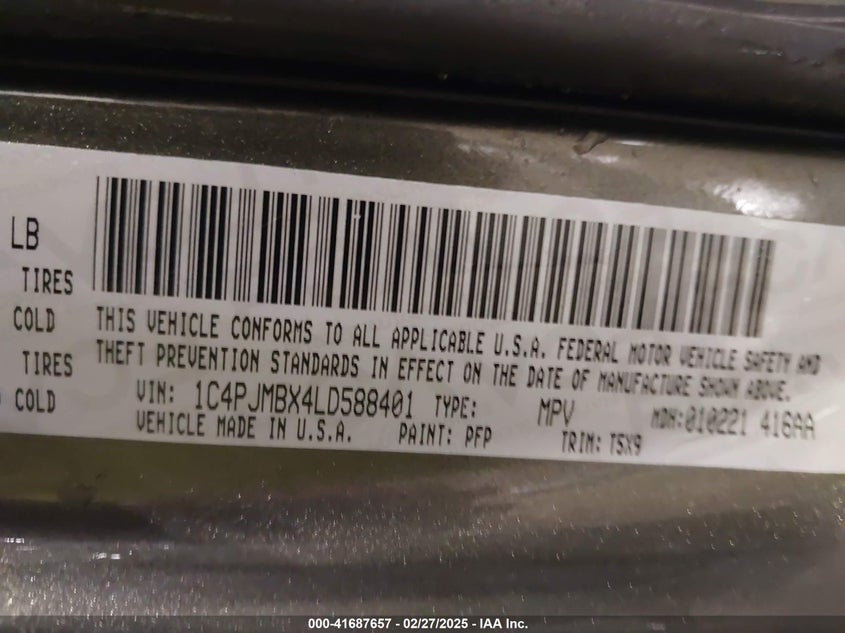 LB
TIRES
COLD
TIRES
COLD
THIS VEHICLE CONFORMS TO ALL APPLICABLE U.S.A. FEDERAL MOTOR VEHICLE SAFETY AND
THEFT PREVENTION STANDARDS IN EFFECT ON THE DATE OF MANUFACTURE SHOWN ABOVE.
VIN: 1C4PJMBX4LD588401 TYPE: MPV MDH:010221 416AA
VEHICLE MADE IN U.S.A. PAINT: PFP TRIM: T5X9
000-41687657 - 02/27/2025 - IAA Inc.